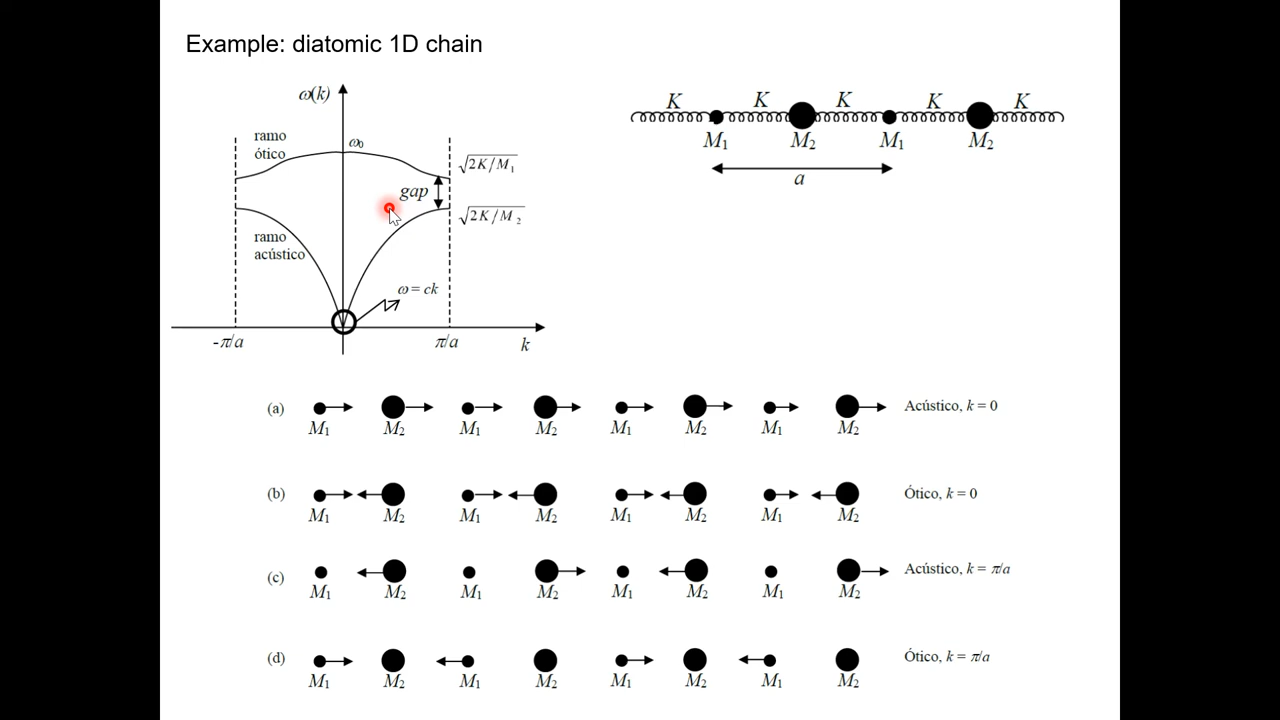 Example: diatomic 1D chain
ω(k)
ramo
ótico
ω₀
√2K/M₁
gap
√2K/M₂
ramo
acústico
ω = ck
-π/a
π/a
k
K K K K K
M₁ M₂ M₁ M₂
a
(a) Acústico, k = 0
M₁ M₂ M₁ M₂ M₁ M₂ M₁ M₂
(b) Ótico, k = 0
M₁ M₂ M₁ M₂ M₁ M₂ M₁ M₂
(c) Acústico, k = π/a
M₁ M₂ M₁ M₂ M₁ M₂ M₁ M₂
(d) Ótico, k = π/a
M₁ M₂ M₁ M₂ M₁ M₂ M₁ M₂